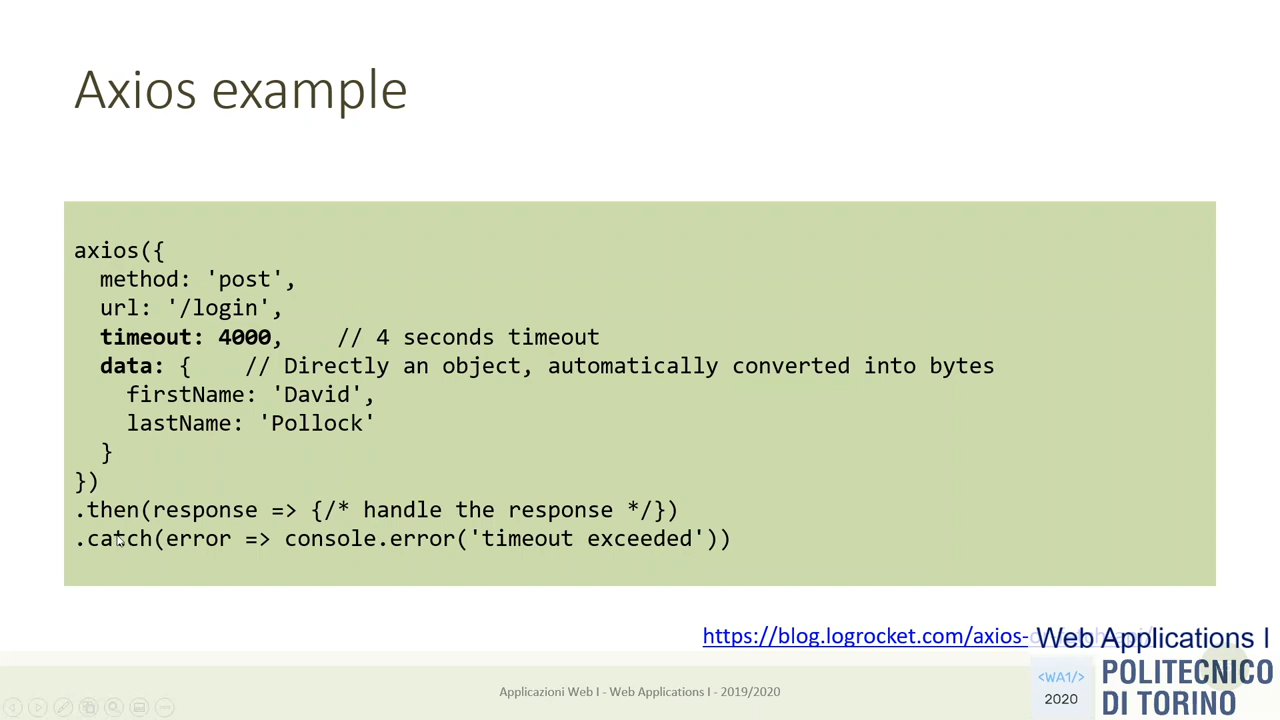 Axios example
axios({
  method: 'post',
  url: '/login',
  timeout: 4000,    // 4 seconds timeout
  data: {    // Directly an object, automatically converted into bytes
    firstName: 'David',
    lastName: 'Pollock'
  }
})
.then(response => {/* handle the response */})
.catch(error => console.error('timeout exceeded'))
https://blog.logrocket.com/axios-
Web Applications I
<WA1/>
2020
POLITECNICO
DI TORINO
Applicazioni Web I - Web Applications I - 2019/2020